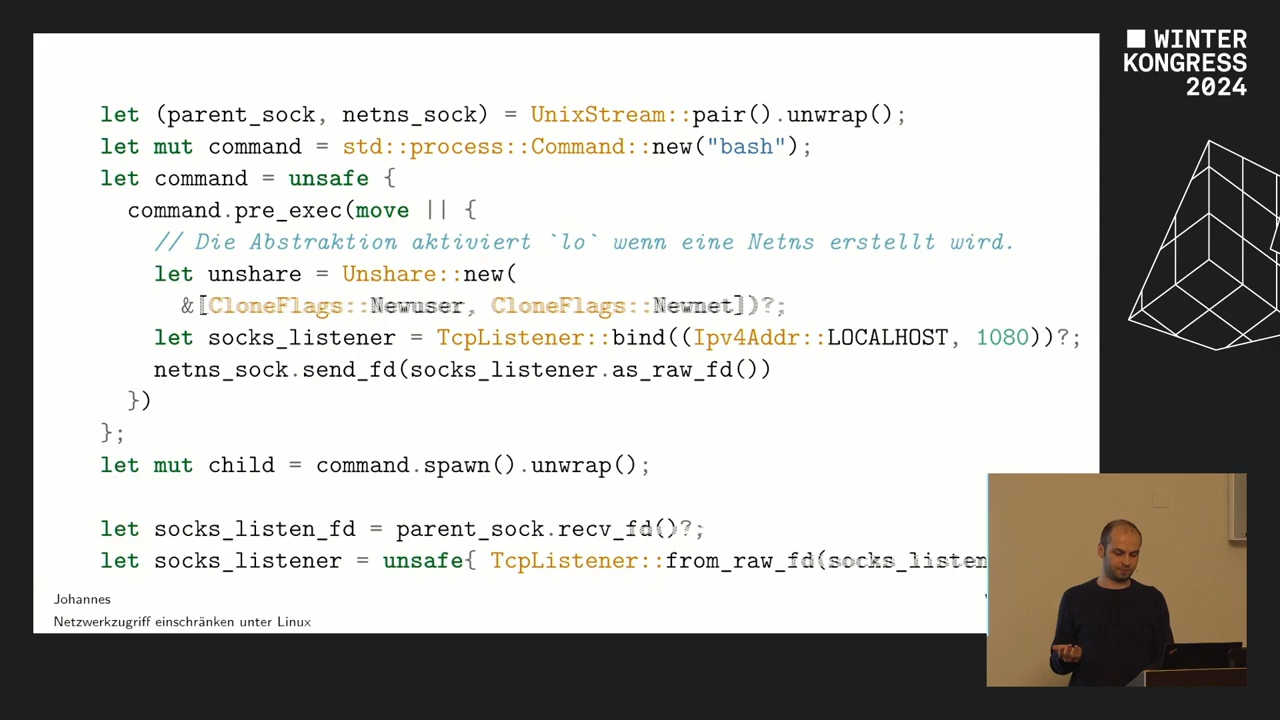 WINTER
KONGRESS
2024
let (parent_sock, netns_sock) = UnixStream::pair().unwrap();
let mut command = std::process::Command::new("bash");
let command = unsafe {
command.pre_exec(move || {
// Die Abstraktion aktiviert `lo` wenn eine Netns erstellt wird.
let unshare = Unshare::new(
&[CloneFlags::Newuser, CloneFlags::Newnet])?;
let socks_listener = TcpListener::bind((Ipv4Addr::LOCALHOST, 1080))?;
netns_sock.send_fd(socks_listener.as_raw_fd())
})
};
let mut child = command.spawn().unwrap();
let socks_listen_fd = parent_sock.recv_fd()?;
let socks_listener = unsafe{ TcpListener::from_raw_fd(socks_listen
Johannes
Netzwerkzugriff einschränken unter Linux